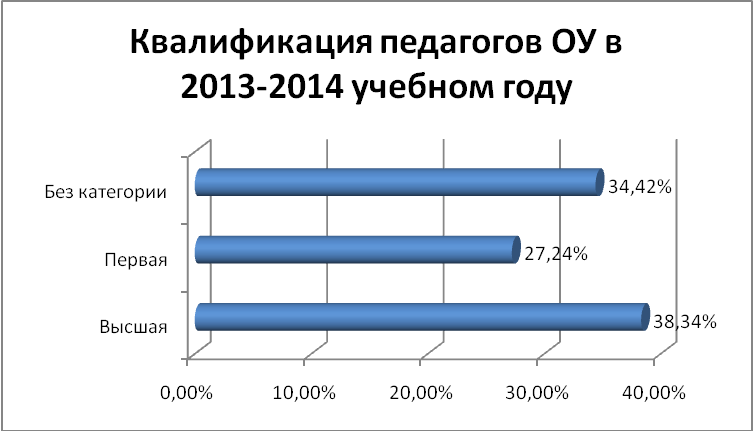 Квалификация педагогов ОУ в
2013-2014 учебном году
Без категории
34,42%
Первая
27,24%
Высшая
38,34%
0,00% 10,00% 20,00% 30,00% 40,00%